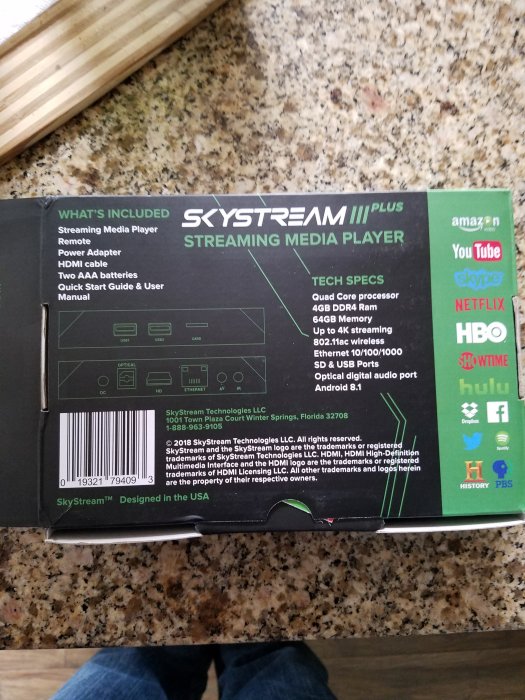 WHAT'S INCLUDED
Streaming Media Player
Remote
Power Adapter
HDMI cable
Two AAA batteries
Quick Start Guide & User
Manual
SKYSTREAM III PLUS
STREAMING MEDIA PLAYER
TECH SPECS
Quad Core processor
4GB DDR4 Ram
64GB Memory
Up to 4K streaming
802.11ac wireless
Ethernet 10/100/1000
SD & USB Ports
Optical digital audio port
Android 8.1
USB1 USB2 CARD
OPTICAL
DC HD ETHERNET AV IR
SkyStream Technologies LLC
1001 Town Plaza Court Winter Springs, Florida 32708
1-888-963-9105
© 2018 SkyStream Technologies LLC. All rights reserved.
SkyStream and the SkyStream logo are the trademarks or registered
trademarks of SkyStream Technologies LLC. HDMI, HDMI High-Definition
Multimedia Interface and the HDMI logo are the trademarks or registered
trademarks of HDMI Licensing LLC. All other trademarks and logos herein
are the property of their respective owners.
0 19321 79409 3
SkyStream™ Designed in the USA
amazon
YouTube
skype
NETFLIX
HBO
SHOWTIME
hulu
DropBox
f
Spotify
H
HISTORY
PBS